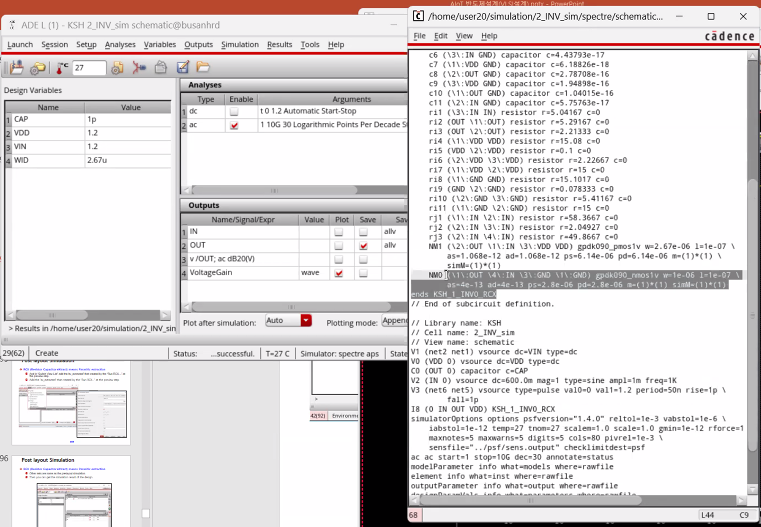 ADE L (1) - KSH 2_INV_sim schematic@busanhrd
Launch Session Setup Analyses Variables Outputs Simulation Results Tools Help
27
Design Variables
Name Value
1 CAP 1p
2 VDD 1.2
3 VIN 1.2
4 WID 2.67u
> Results in /home/user20/simulation/2_INV_sin
Analyses
Type Enable Arguments
1 dc t 0 1.2 Automatic Start-Stop
2 ac 1 10G 30 Logarithmic Points Per Decade St
Outputs
Name/Signal/Expr Value Plot Save Sav
1 IN allv
2 OUT allv
3 v /OUT; ac dB20(V)
4 VoltageGain wave
Plot after simulation: Auto Plotting mode: Appen
29(62) Create
Status: ...successful. T=27 C Simulator: spectre aps State
Post layout Simulation
96
Post layout Simulation
42(92) Environme
/home/user20/simulation/2_INV_sim/spectre/schematic...
File Edit View Help
cādence
c6 (\3\:IN GND) capacitor c=4.43793e-17
c7 (\1\:VDD GND) capacitor c=6.18826e-18
c8 (\2\:OUT GND) capacitor c=2.78708e-16
c9 (\3\:VDD GND) capacitor c=1.94898e-16
c10 (\1\:OUT GND) capacitor c=1.04015e-16
c11 (\2\:IN GND) capacitor c=5.75763e-17
ri1 (\3\:IN IN) resistor r=5.04167 c=0
ri2 (OUT \1\:OUT) resistor r=5.29167 c=0
ri3 (OUT \2\:OUT) resistor r=2.21333 c=0
ri4 (\1\:VDD VDD) resistor r=15.08 c=0
ri5 (VDD \2\:VDD) resistor r=0.1 c=0
ri6 (\2\:VDD \3\:VDD) resistor r=2.22667 c=0
ri7 (\1\:VDD \2\:VDD) resistor r=15 c=0
ri8 (\1\:GND GND) resistor r=15.1017 c=0
ri9 (GND \2\:GND) resistor r=0.078333 c=0
ri10 (\2\:GND \3\:GND) resistor r=5.41167 c=0
ri11 (\1\:GND \2\:GND) resistor r=15 c=0
rj1 (\1\:IN \2\:IN) resistor r=58.3667 c=0
rj2 (\2\:IN \3\:IN) resistor r=2.04927 c=0
rj3 (\2\:IN \4\:IN) resistor r=49.8667 c=0
NM1 (\2\:OUT \1\:IN \3\:VDD VDD) gpdk090_pmos1v w=2.67e-06 l=1e-07 \
as=1.068e-12 ad=1.068e-12 ps=6.14e-06 pd=6.14e-06 m=(1)*(1) \
simM=(1)*(1)
NM0 (\1\:OUT \4\:IN \3\:GND \1\:GND) gpdk090_nmos1v w=1e-06 l=1e-07 \
as=4e-13 ad=4e-13 ps=2.8e-06 pd=2.8e-06 m=(1)*(1) simM=(1)*(1)
ends KSH_1_INV0_RCX
// End of subcircuit definition.
// Library name: KSH
// Cell name: 2_INV_sim
// View name: schematic
V1 (net2 net1) vsource dc=VIN type=dc
V0 (VDD 0) vsource dc=VDD type=dc
C0 (OUT 0) capacitor c=CAP
V2 (IN 0) vsource dc=600.0m mag=1 type=sine ampl=1m freq=1K
V3 (net6 net5) vsource type=pulse val0=0 val1=1.2 period=50n rise=1p \
fall=1p
I8 (0 IN OUT VDD) KSH_1_INV0_RCX
simulatorOptions options psfversion="1.4.0" reltol=1e-3 vabstol=1e-6 \
iabstol=1e-12 temp=27 tnom=27 scalem=1.0 scale=1.0 gmin=1e-12 rforce=1
maxnotes=5 maxwarns=5 digits=5 cols=80 pivrel=1e-3 \
sensfile="../psf/sens.output" checklimitdest=psf
ac ac start=1 stop=10G dec=30 annotate=status
modelParameter info what=models where=rawfile
element info what=inst where=rawfile
outputParameter info what=output where=rawfile
68 L44 C9